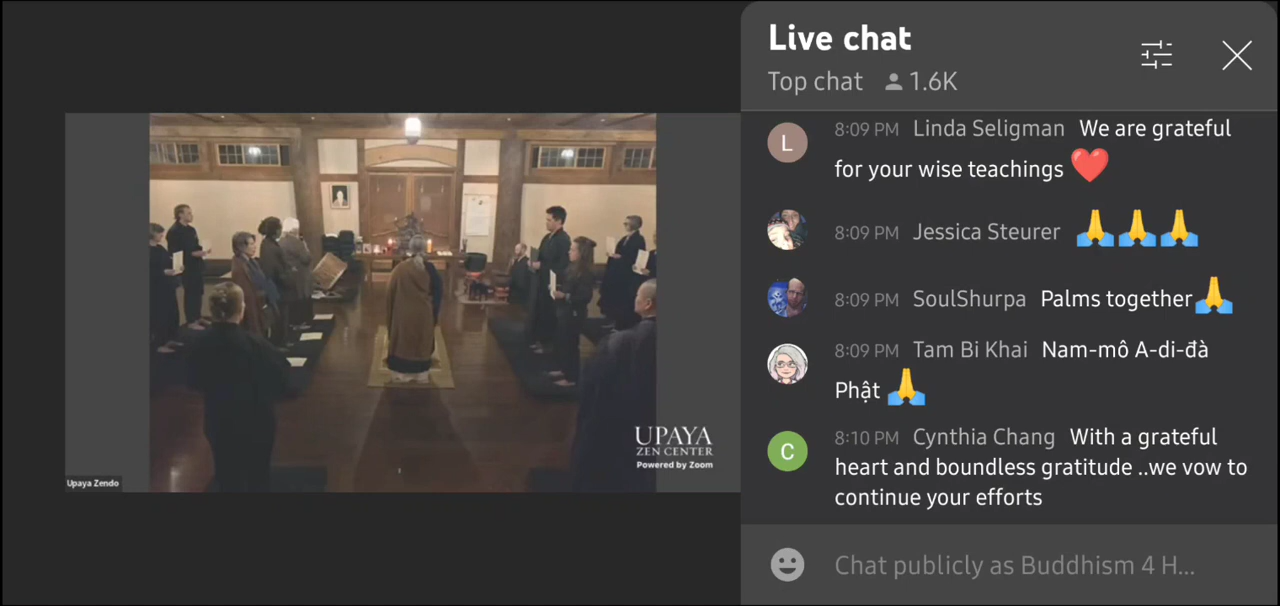 Live chat
Top chat 1.6K
8:09 PM Linda Seligman We are grateful
for your wise teachings ❤️
8:09 PM Jessica Steurer 🙏🙏🙏
8:09 PM SoulShurpa Palms together🙏
8:09 PM Tam Bi Khai Nam-mô A-di-đà
Phật 🙏
8:10 PM Cynthia Chang With a grateful
heart and boundless gratitude ..we vow to
continue your efforts
Chat publicly as Buddhism 4 H...
L
C
UPAYA
ZEN CENTER
Powered by Zoom
Upaya Zendo